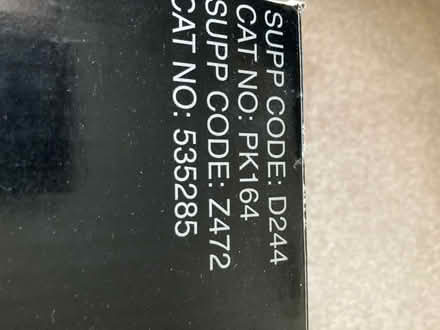 SUPP CODE: D244
CAT NO: PK164
SUPP CODE: Z472
CAT NO: 535285